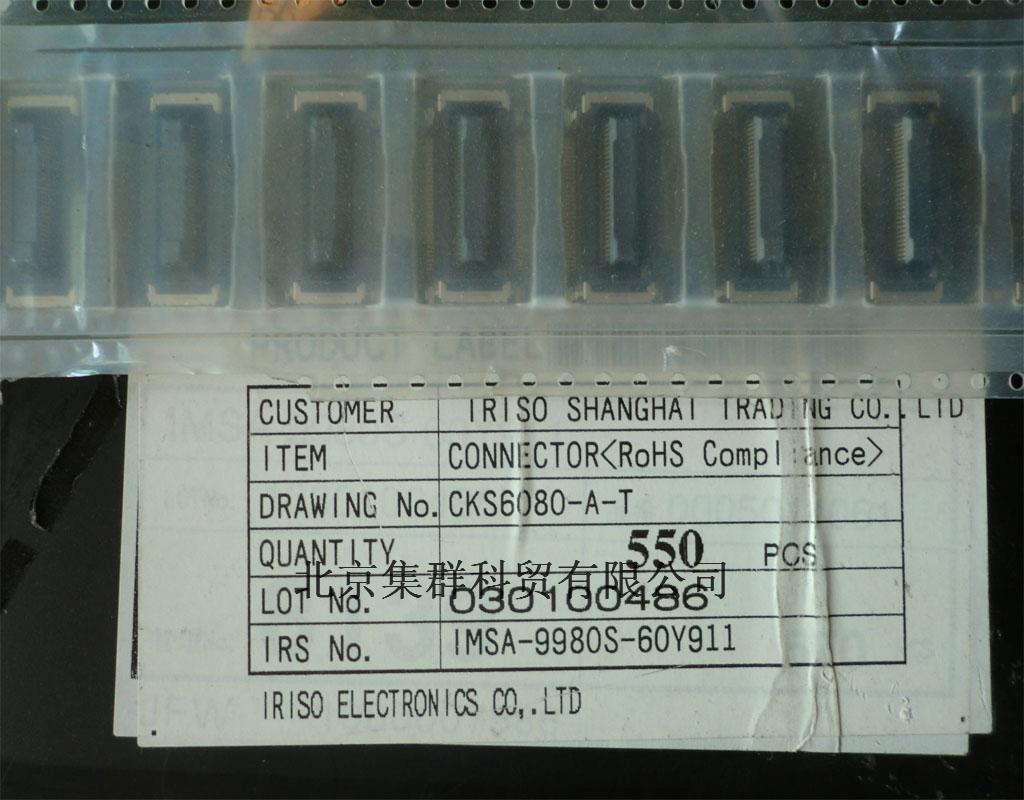 PRODUCT LABEL
CUSTOMER IRISO SHANGHAI TRADING CO.,LTD
ITEM CONNECTOR<RoHS Compliance>
DRAWING No. CKS6080-A-T
QUANTITY 550 PCS
北京集群科贸有限公司
LOT No. 030100486
IRS No. IMSA-9980S-60Y911
IRISO ELECTRONICS CO,.LTD